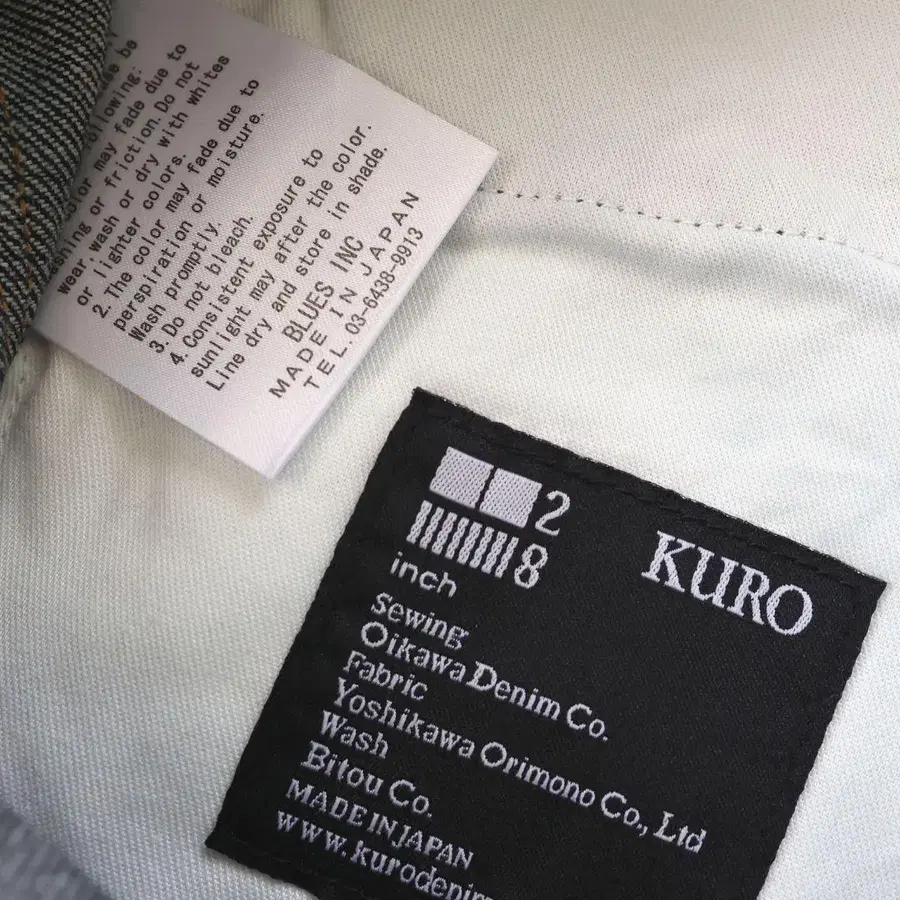 be
following:
or may fade due to
or friction. Do not
wear, wash or dry with whites
or lighter colors.
2. The color may fade due to
perspiration or moisture.
Wash promptly.
3. Do not bleach.
4. Consistent exposure to
sunlight may after the color.
Line dry and store in shade.
BLUES INC
MADE IN JAPAN
TEL.03-6438-9913
2
8
inch
KURO
Sewing
Oikawa Denim Co.
Fabric
Yoshikawa Orimono Co., Ltd
Wash
Bitou Co.
MADE IN JAPAN
www.kurodenim